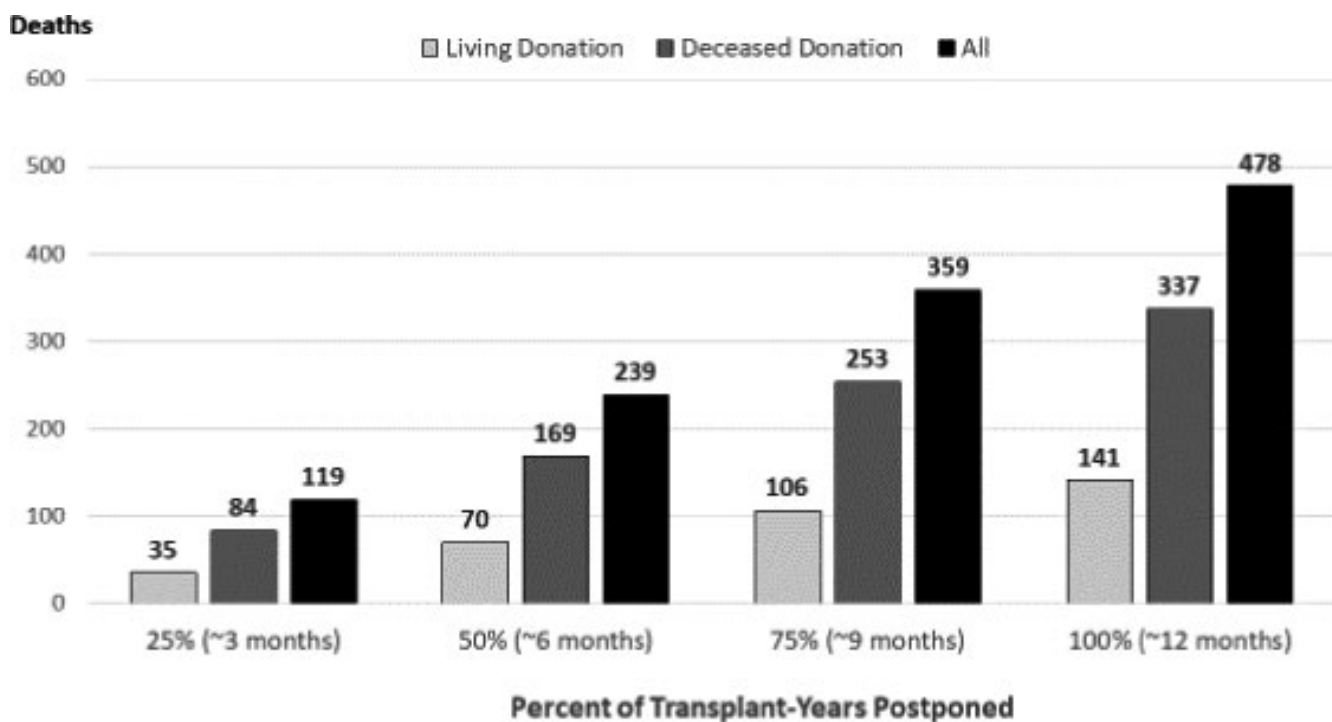 Deaths
Living Donation Deceased Donation All
600
500
400
300
200
100
0
35 84 119
70 169 239
106 253 359
141 337 478
25% (~3 months) 50% (~6 months) 75% (~9 months) 100% (~12 months)
Percent of Transplant-Years Postponed